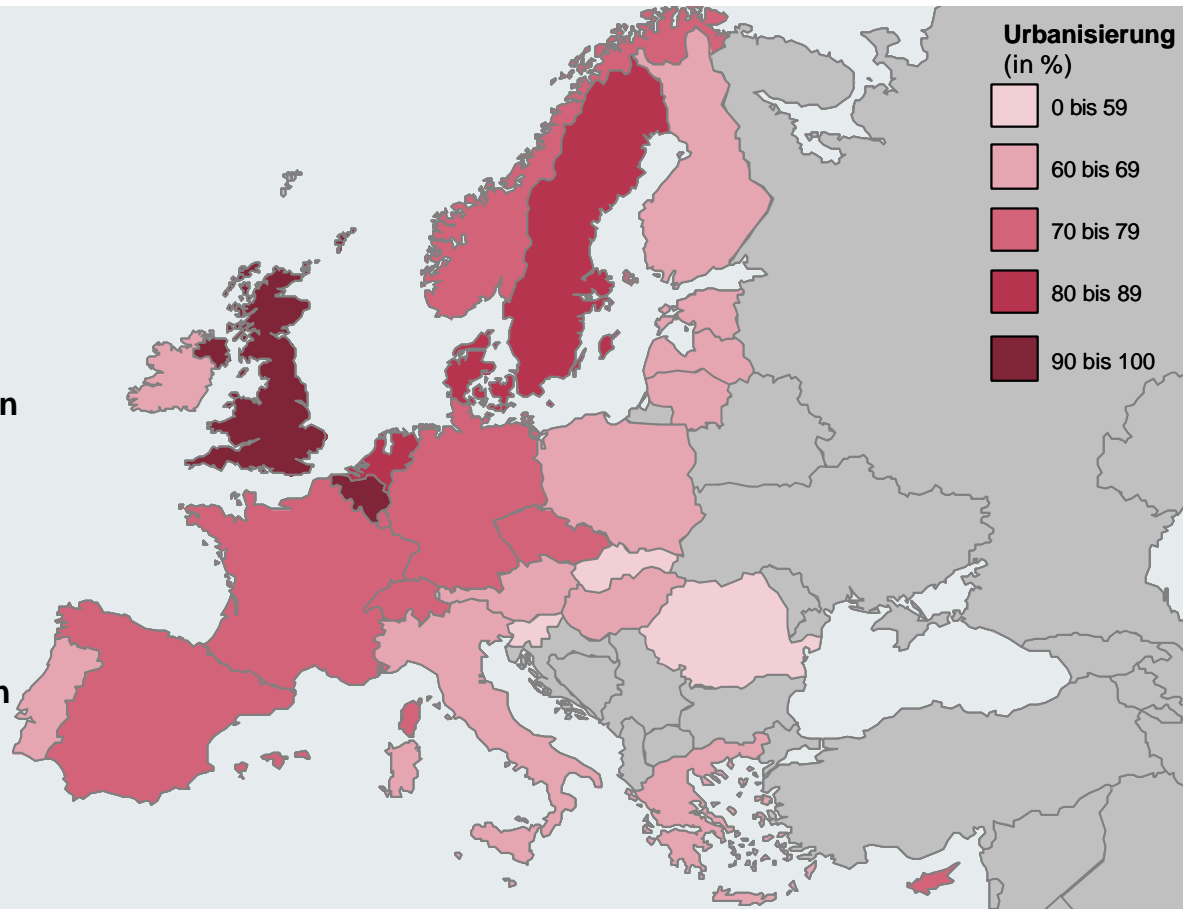 Urbanisierung
(in %)
0 bis 59
60 bis 69
70 bis 79
80 bis 89
90 bis 100
n
n